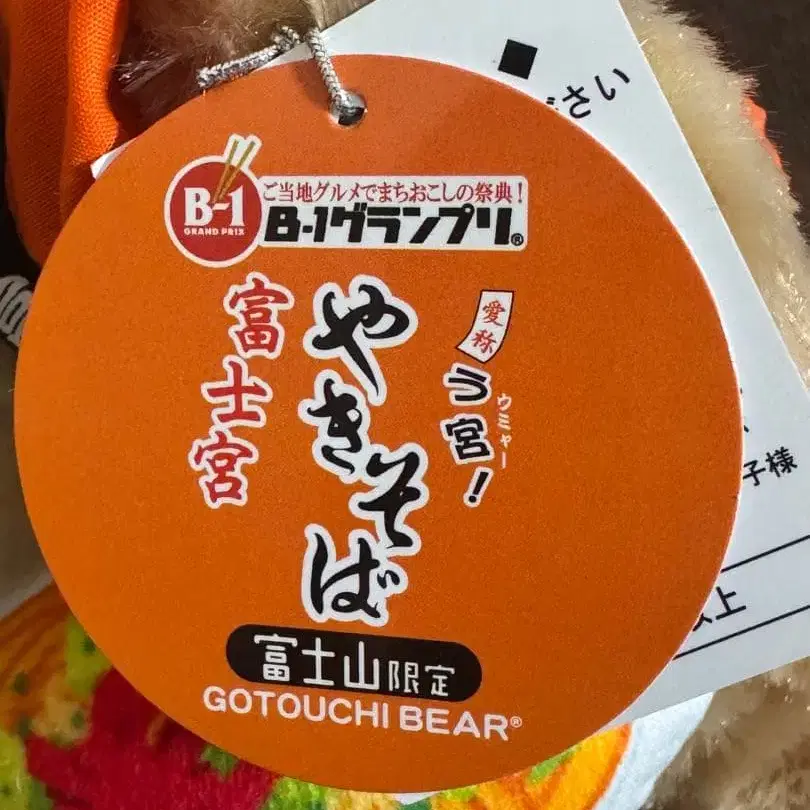 B-1
GRAND PRIX
ご当地グルメでまちおこしの祭典！
B-1グランプリ®
愛称
う宮！
ウミャー
やきそば
富士宮
富士山限定
GOTOUCHI BEAR®
ださい
子様
以上